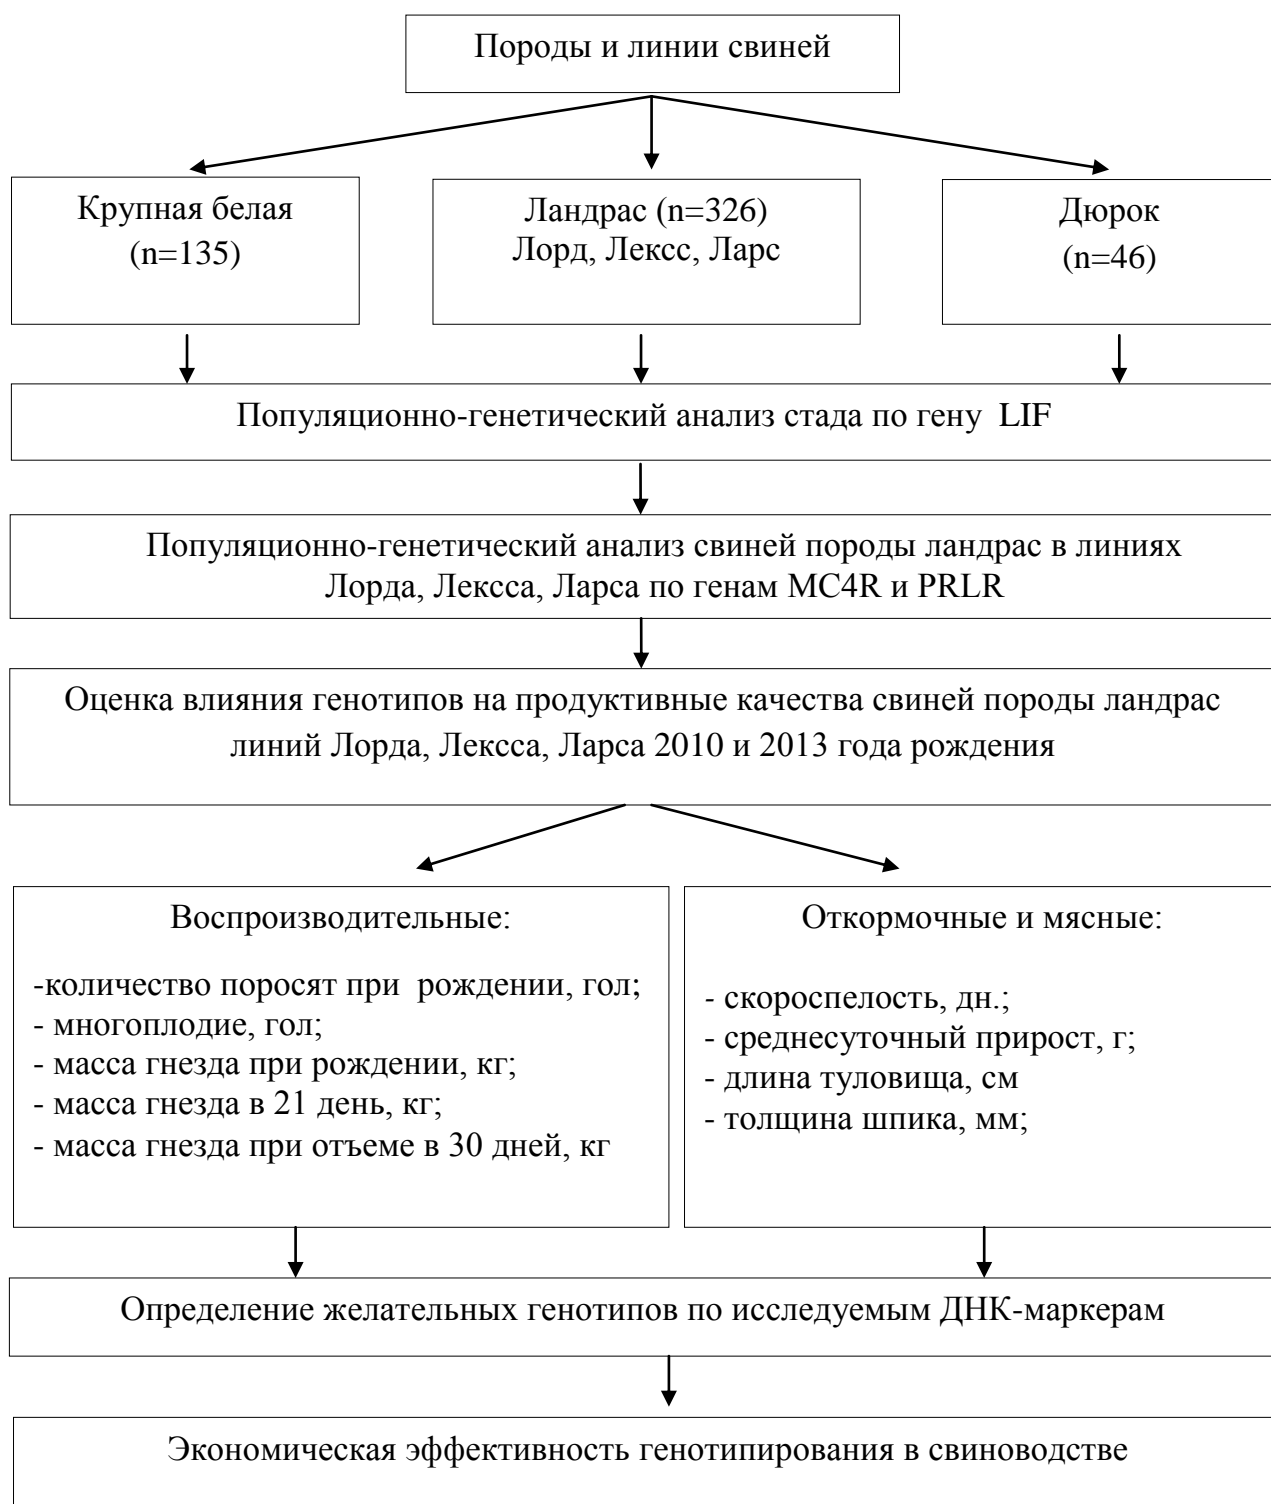 Породы и линии свиней
Крупная белая
(n=135)
Ландрас (n=326)
Лорд, Лексс, Ларс
Дюрок
(n=46)
Популяционно-генетический анализ стада по гену LIF
Популяционно-генетический анализ свиней породы ландрас в линиях
Лорда, Лексса, Ларса по генам MC4R и PRLR
Оценка влияния генотипов на продуктивные качества свиней породы ландрас
линий Лорда, Лексса, Ларса 2010 и 2013 года рождения
Воспроизводительные:
-количество поросят при рождении, гол;
- многоплодие, гол;
- масса гнезда при рождении, кг;
- масса гнезда в 21 день, кг;
- масса гнезда при отъеме в 30 дней, кг
Откормочные и мясные:
- скороспелость, дн.;
- среднесуточный прирост, г;
- длина туловища, см
- толщина шпика, мм;
Определение желательных генотипов по исследуемым ДНК-маркерам
Экономическая эффективность генотипирования в свиноводстве